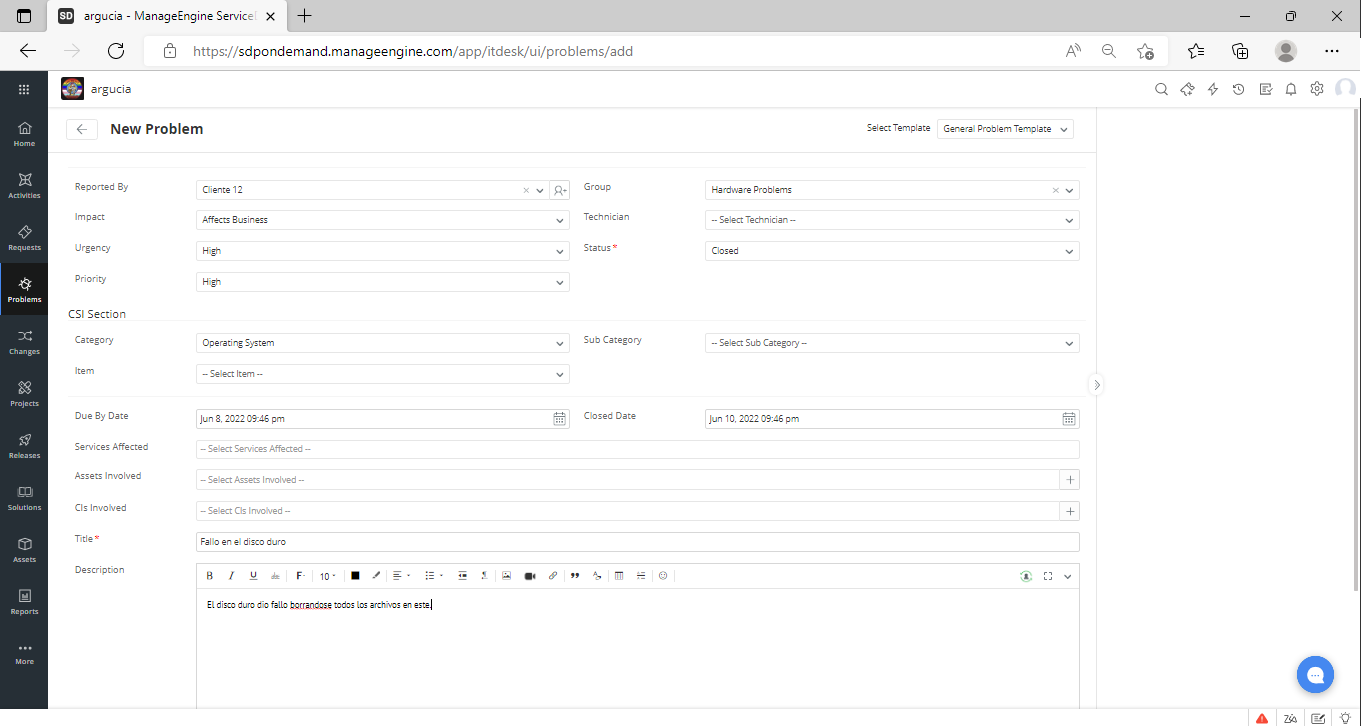 SD argucia - ManageEngine Service
https://sdpondemand.manageengine.com/app/itdesk/ui/problems/add
argucia
Home
Activities
Requests
Problems
Changes
Projects
Releases
Solutions
Assets
Reports
More
New Problem
Select Template General Problem Template
Reported By Cliente 12 Group Hardware Problems
Impact Affects Business Technician -- Select Technician --
Urgency High Status* Closed
Priority High
CSI Section
Category Operating System Sub Category -- Select Sub Category --
Item -- Select Item --
Due By Date Jun 8, 2022 09:46 pm Closed Date Jun 10, 2022 09:46 pm
Services Affected -- Select Services Affected --
Assets Involved -- Select Assets Involved --
CIs Involved -- Select CIs Involved --
Title* Fallo en el disco duro
Description
B I U ab F 10
El disco duro dio fallo borrandose todos los archivos en este.